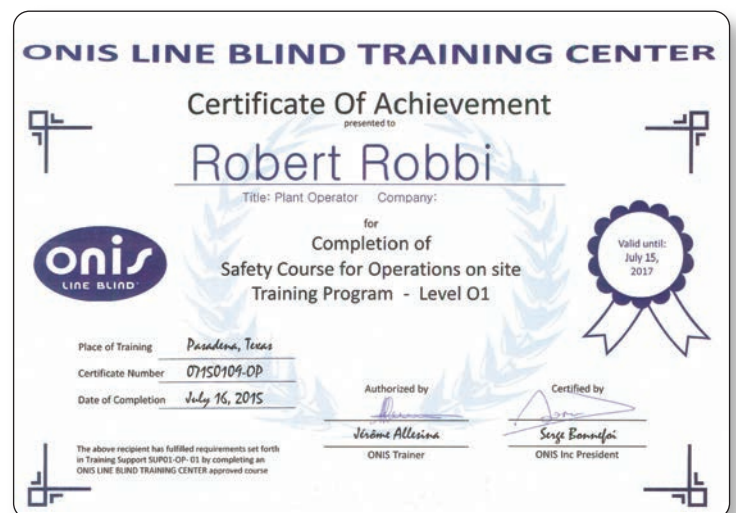 ONIS LINE BLIND TRAINING CENTER
Certificate Of Achievement
presented to
Robert Robbi
Title: Plant Operator Company:
for
Completion of
Safety Course for Operations on site
Training Program - Level O1
onis
LINE BLIND
Valid until:
July 15,
2017
Place of Training Pasadena, Texas
Certificate Number 07150109-OP
Date of Completion July 16, 2015
Authorized by
Jérôme Allesina
ONIS Trainer
Certified by
Serge Bonnefoi
ONIS Inc President
The above recipient has fulfilled requirements set forth
in Training Support SUP01-OP-01 by completing an
ONIS LINE BLIND TRAINING CENTER approved course